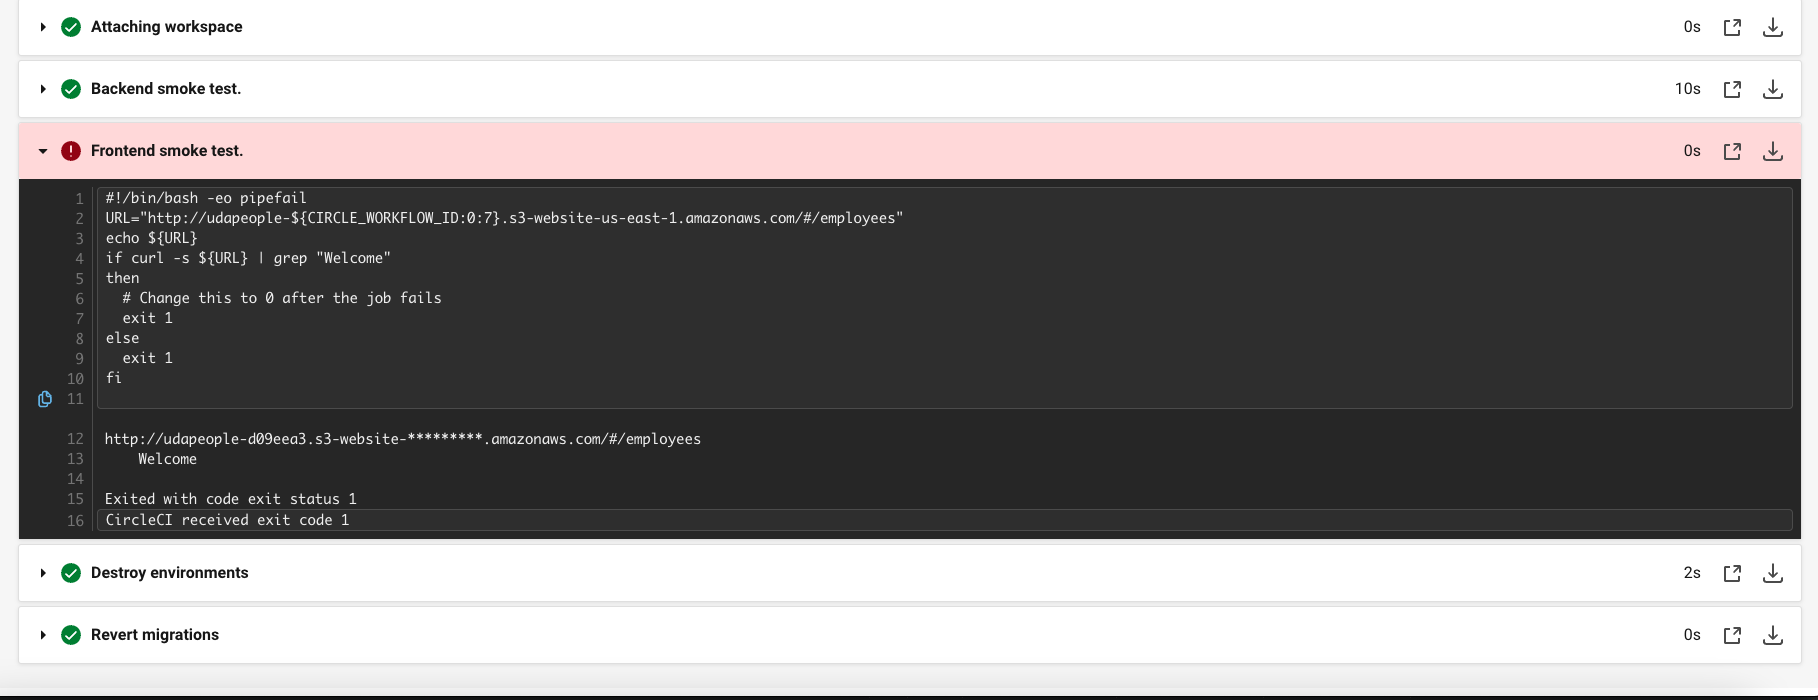 Attaching workspace 0s
Backend smoke test. 10s
Frontend smoke test. 0s
1 #!/bin/bash -eo pipefail
2 URL="http://udapeople-${CIRCLE_WORKFLOW_ID:0:7}.s3-website-us-east-1.amazonaws.com/#/employees"
3 echo ${URL}
4 if curl -s ${URL} | grep "Welcome"
5 then
6   # Change this to 0 after the job fails
7   exit 1
8 else
9   exit 1
10 fi
11
12 http://udapeople-d09eea3.s3-website-*********.amazonaws.com/#/employees
13     Welcome
14
15 Exited with code exit status 1
16 CircleCI received exit code 1
Destroy environments 2s
Revert migrations 0s